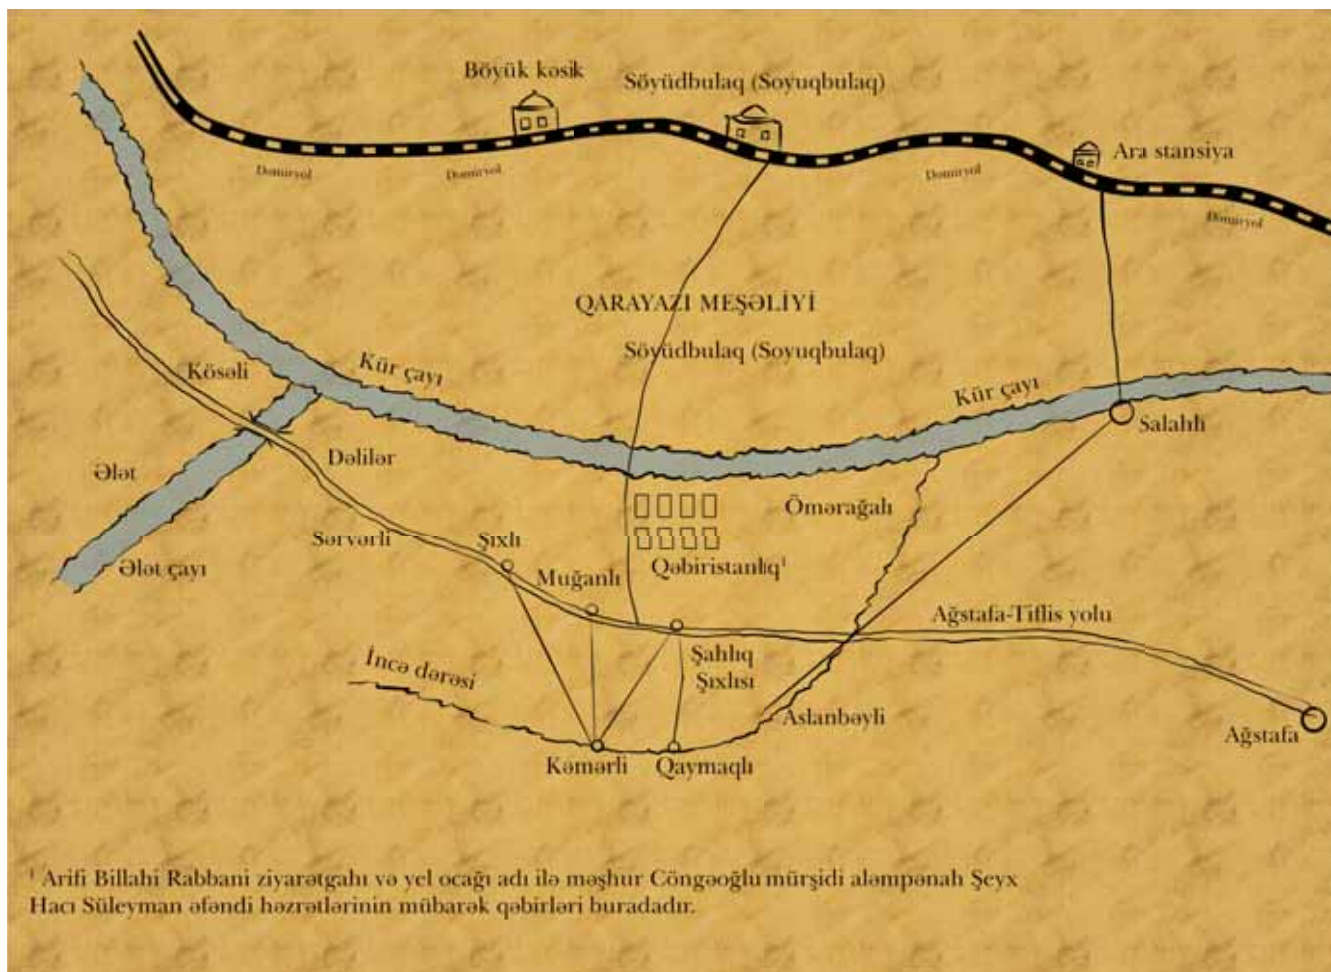 Böyük kəsik
Söyüdbulaq (Soyuqbulaq)
Ara stansiya
Dəmiryol
Dəmiryol
Dəmiryol
Dəmiryol
QARAYAZI MEŞƏLİYİ
Söyüdbulaq (Soyuqbulaq)
Kösəli
Kür çayı
Kür çayı
Salahlı
Dəlilər
Ələt
Ömərağalı
Sərvərli
Şıxlı
Ələt çayı
Muğanlı
Qəbiristanlıq¹
Ağstafa-Tiflis yolu
İncə dərəsi
Şahlıq
Şıxlısı
Aslanbəyli
Ağstafa
Kəmərli
Qaymaqlı
¹ Arifi Billahi Rabbani ziyarətgahı və yel ocağı adı ilə məşhur Cöngəoğlu mürşidi aləmpənah Şeyx
Hacı Süleyman əfəndi həzrətlərinin mübarək qəbirləri buradadır.